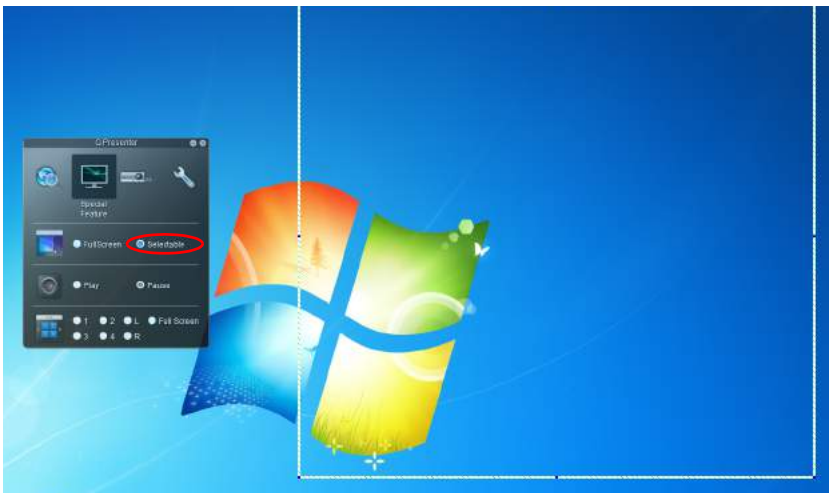 QPresenter
Special
Feature
FullScreen Selectable
Play Pause
1 2 L Full Screen
3 4 R